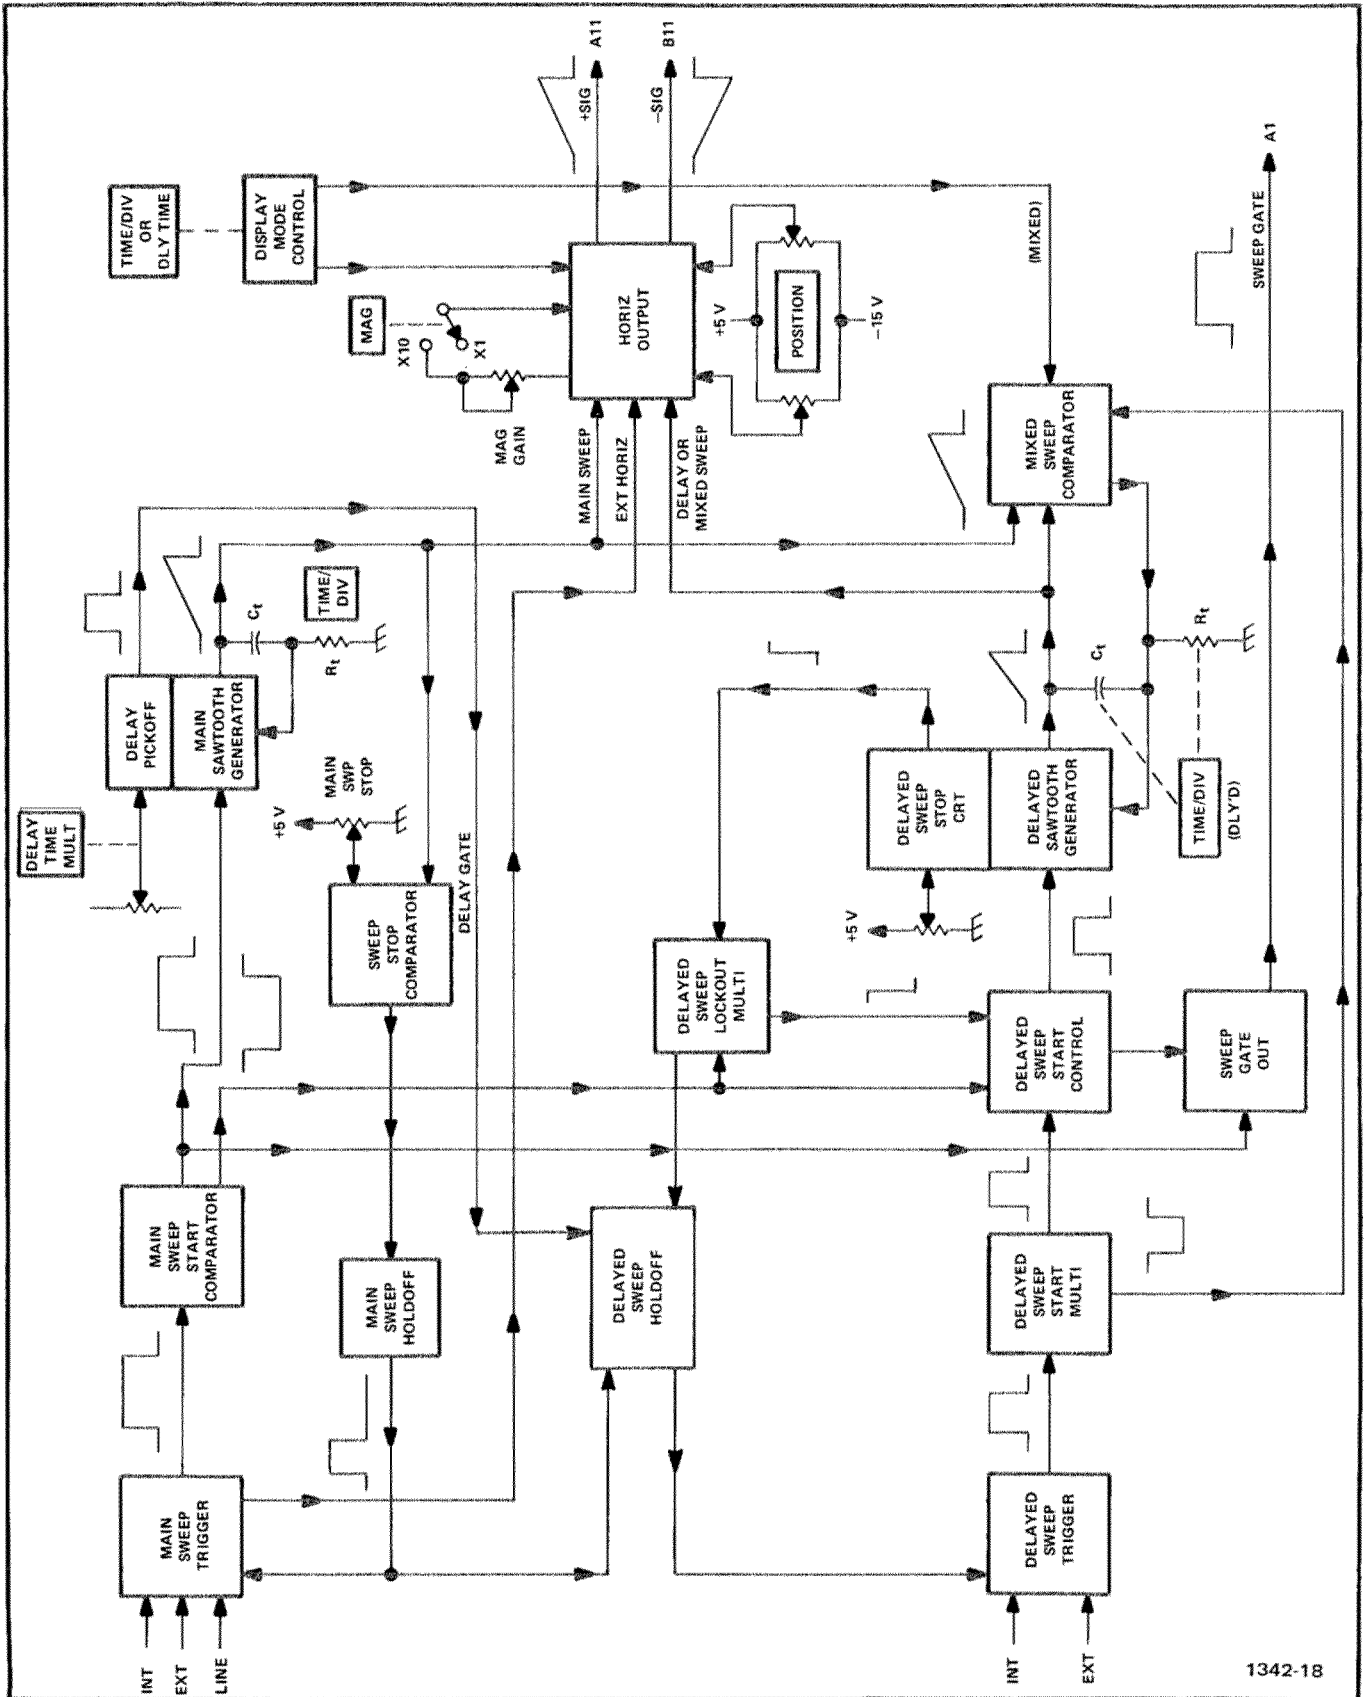 INT
EXT
LINE
MAIN
SWEEP
TRIGGER
MAIN
SWEEP
START
COMPARATOR
DELAY
TIME
MULT
DELAY
PICKOFF
MAIN
SAWTOOTH
GENERATOR
Ct
Rt
TIME/
DIV
TIME/DIV
OR
DLY TIME
DISPLAY
MODE
CONTROL
MAIN
SWEEP
HOLDOFF
SWEEP
STOP
COMPARATOR
+5 V
MAIN
SWP
STOP
DELAY GATE
MAG
X10
X1
MAG
GAIN
MAIN SWEEP
EXT HORIZ
DELAY OR
MIXED SWEEP
HORIZ
OUTPUT
+SIG
A11
−SIG
B11
+5 V
POSITION
−15 V
DELAYED
SWEEP
HOLDOFF
DELAYED
SWEEP
LOCKOUT
MULTI
INT
EXT
DELAYED
SWEEP
TRIGGER
DELAYED
SWEEP
START
MULTI
DELAYED
SWEEP
START
CONTROL
+5 V
DELAYED
SWEEP
STOP
CRT
DELAYED
SAWTOOTH
GENERATOR
Ct
Rt
TIME/DIV
(DLY'D)
MIXED
SWEEP
COMPARATOR
(MIXED)
SWEEP
GATE
OUT
SWEEP GATE
A1
1342-18